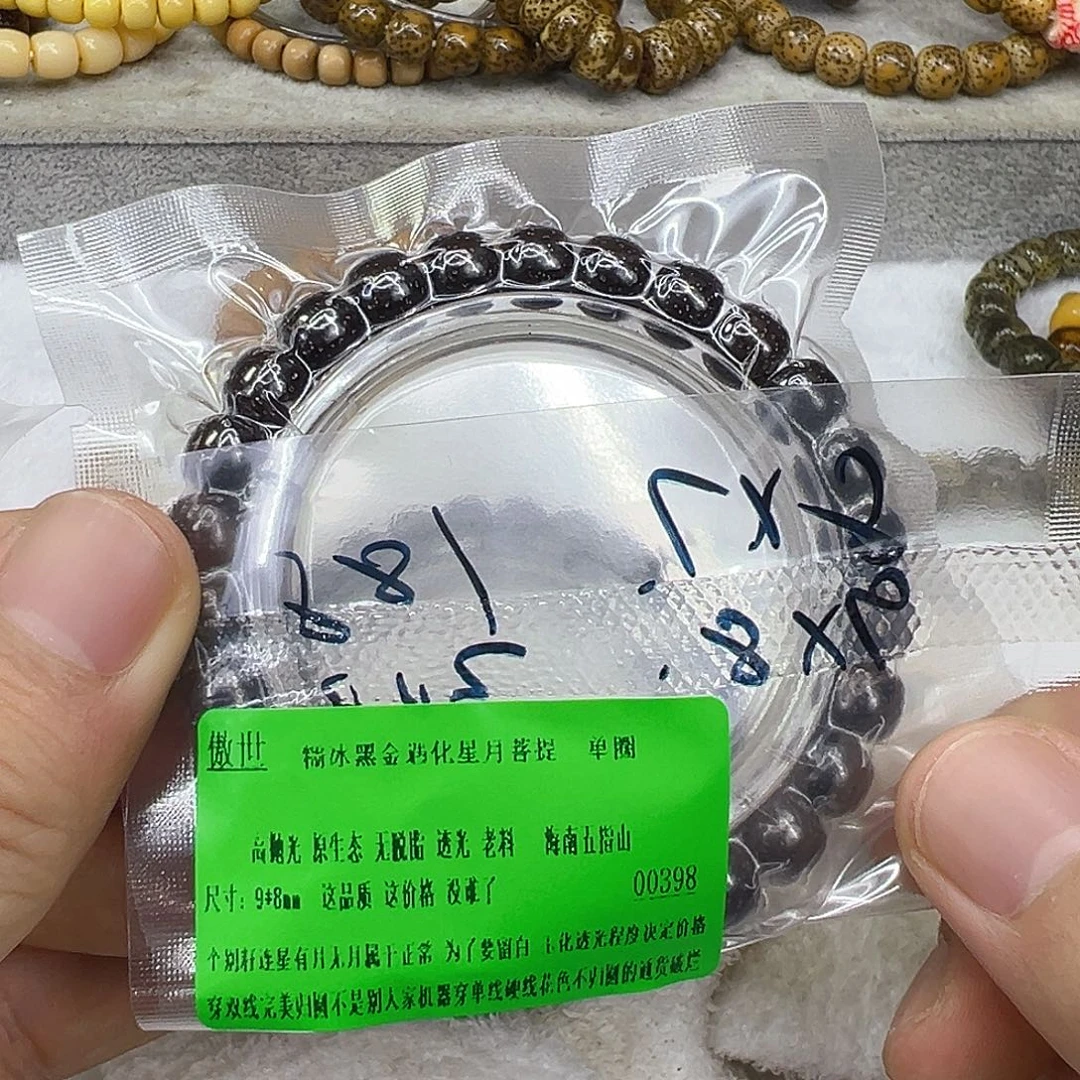 傲世 糯冰黑金满化星月菩提 单圈
高抛光 原生态 无脱脂 透光 老料 海南五指山
尺寸：9*8mm 这品质 这价格 没谁了
00398
个别籽连星有月无月属于正常 为了要留白 玉化透光程度决定价格
穿双线完美归圆不是别人家机器穿单线硬线花色不归圆的通货破烂